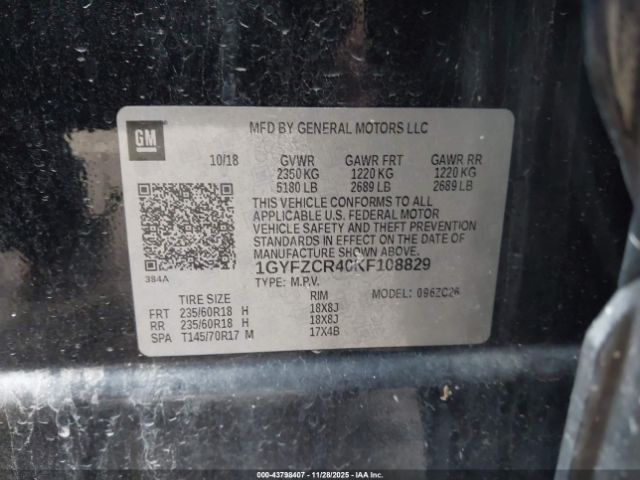 GM
MFD BY GENERAL MOTORS LLC
10/18 GVWR GAWR FRT GAWR RR
2350 KG 1220 KG 1220 KG
5180 LB 2689 LB 2689 LB
THIS VEHICLE CONFORMS TO ALL
APPLICABLE U.S. FEDERAL MOTOR
VEHICLE SAFETY AND THEFT PREVENTION
STANDARDS IN EFFECT ON THE DATE OF
MANUFACTURE SHOWN ABOVE.
384A
1GYFZCR40KF108829
TYPE: M.P.V. MODEL: 096ZC26
TIRE SIZE RIM
FRT 235/60R18 H 18X8J
RR 235/60R18 H 18X8J
SPA T145/70R17 M 17X4B
000-43798407 - 11/28/2025 - IAAI.COM